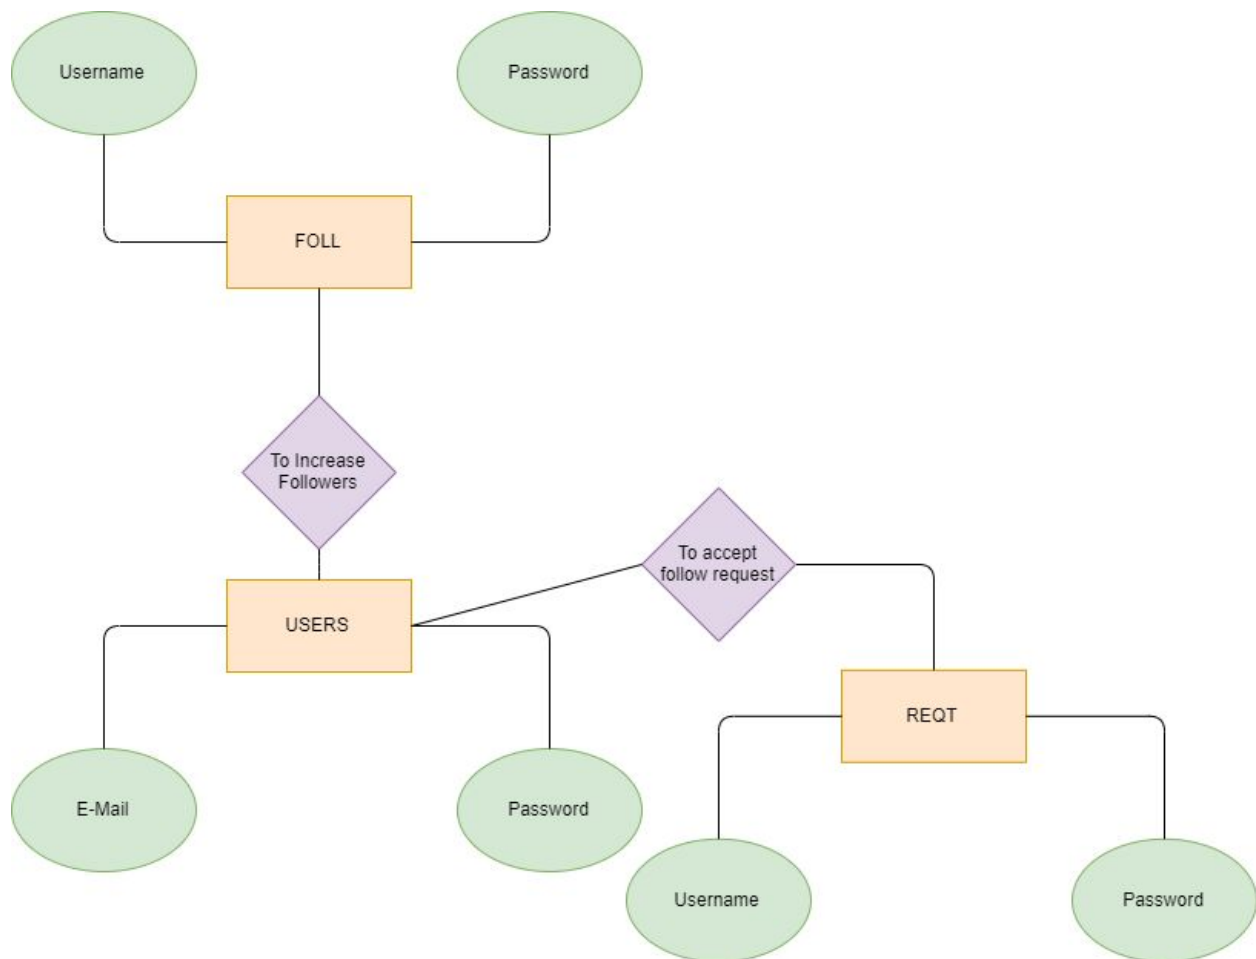 Username
Password
FOLL
To Increase
Followers
To accept
follow request
USERS
REQT
E-Mail
Password
Username
Password